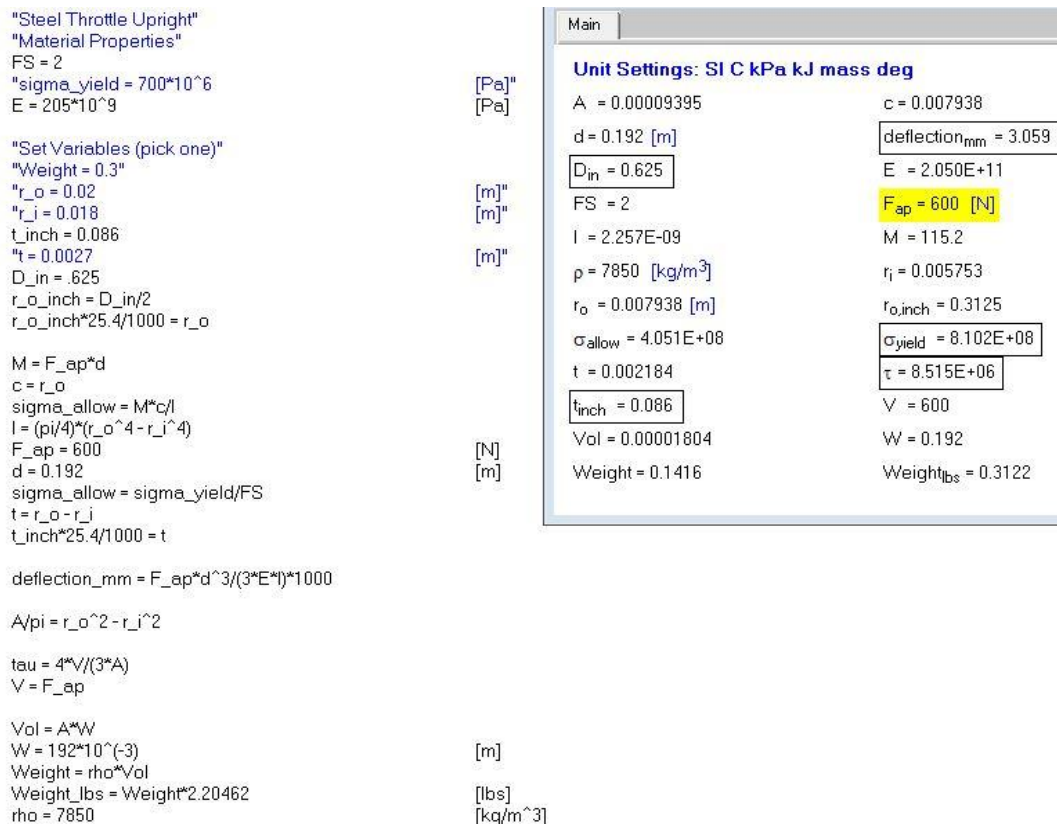 "Steel Throttle Upright"
"Material Properties"
FS = 2
"sigma_yield = 700*10^6 [Pa]"
E = 205*10^9 [Pa]
"Set Variables (pick one)"
"Weight = 0.3"
"r_o = 0.02 [m]"
"r_i = 0.018 [m]"
t_inch = 0.086
"t = 0.0027 [m]"
D_in = .625
r_o_inch = D_in/2
r_o_inch*25.4/1000 = r_o
M = F_ap*d
c = r_o
sigma_allow = M*c/I
I = (pi/4)*(r_o^4 - r_i^4)
F_ap = 600 [N]
d = 0.192 [m]
sigma_allow = sigma_yield/FS
t = r_o - r_i
t_inch*25.4/1000 = t
deflection_mm = F_ap*d^3/(3*E*I)*1000
A/pi = r_o^2 - r_i^2
tau = 4*V/(3*A)
V = F_ap
Vol = A*W
W = 192*10^(-3) [m]
Weight = rho*Vol
Weight_lbs = Weight*2.20462 [lbs]
rho = 7850 [kg/m^3]
Main
Unit Settings: SI C kPa kJ mass deg
A = 0.00009395 c = 0.007938
d = 0.192 [m] deflection_mm = 3.059
D_in = 0.625 E = 2.050E+11
FS = 2 F_ap = 600 [N]
I = 2.257E-09 M = 115.2
ρ = 7850 [kg/m³] r_i = 0.005753
r_o = 0.007938 [m] r_o,inch = 0.3125
σ_allow = 4.051E+08 σ_yield = 8.102E+08
t = 0.002184 τ = 8.515E+06
t_inch = 0.086 V = 600
Vol = 0.00001804 W = 0.192
Weight = 0.1416 Weight_lbs = 0.3122